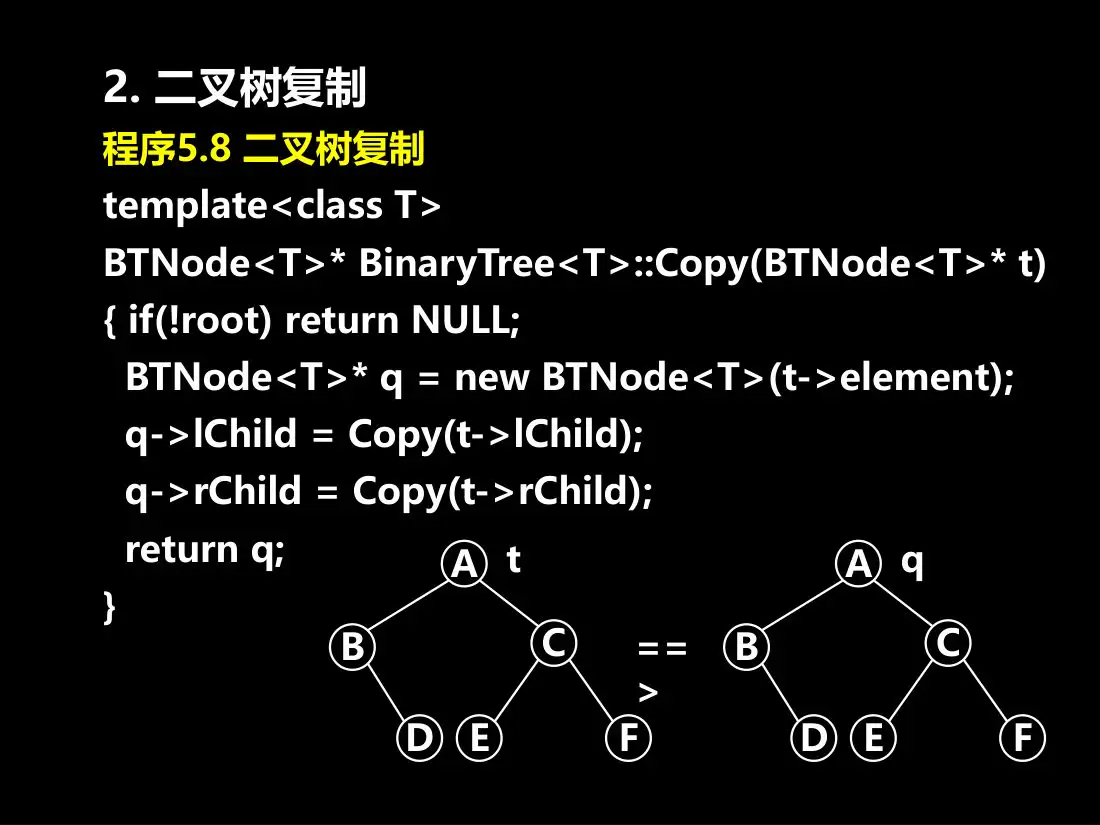 2. 二叉树复制
程序5.8 二叉树复制
template<class T>
BTNode<T>* BinaryTree<T>::Copy(BTNode<T>* t)
{ if(!root) return NULL;
BTNode<T>* q = new BTNode<T>(t->element);
q->lChild = Copy(t->lChild);
q->rChild = Copy(t->rChild);
return q;
}
A t
A q
B
C
==
>
B
C
D
E
F
D
E
F